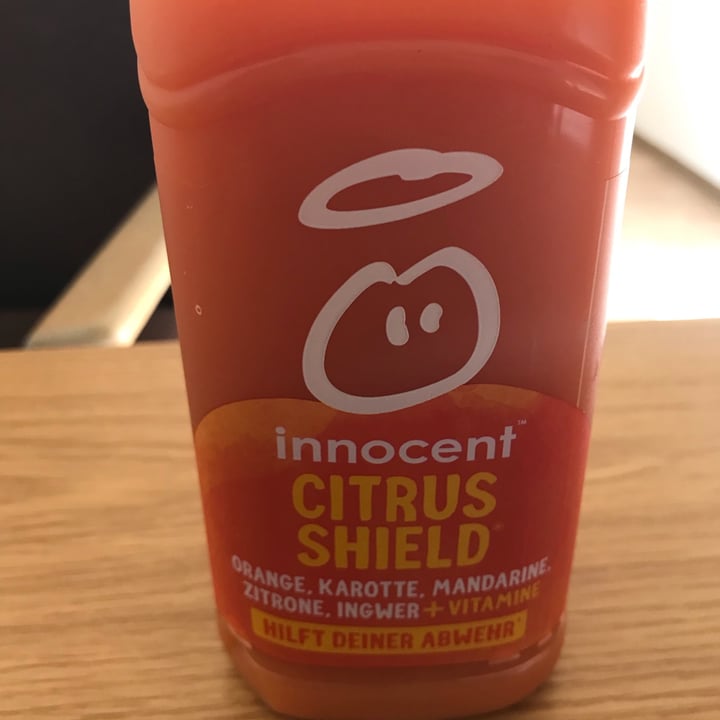 innocent™
CITRUS
SHIELD
ORANGE, KAROTTE, MANDARINE,
ZITRONE, INGWER + VITAMINE
HILFT DEINER ABWEHR*